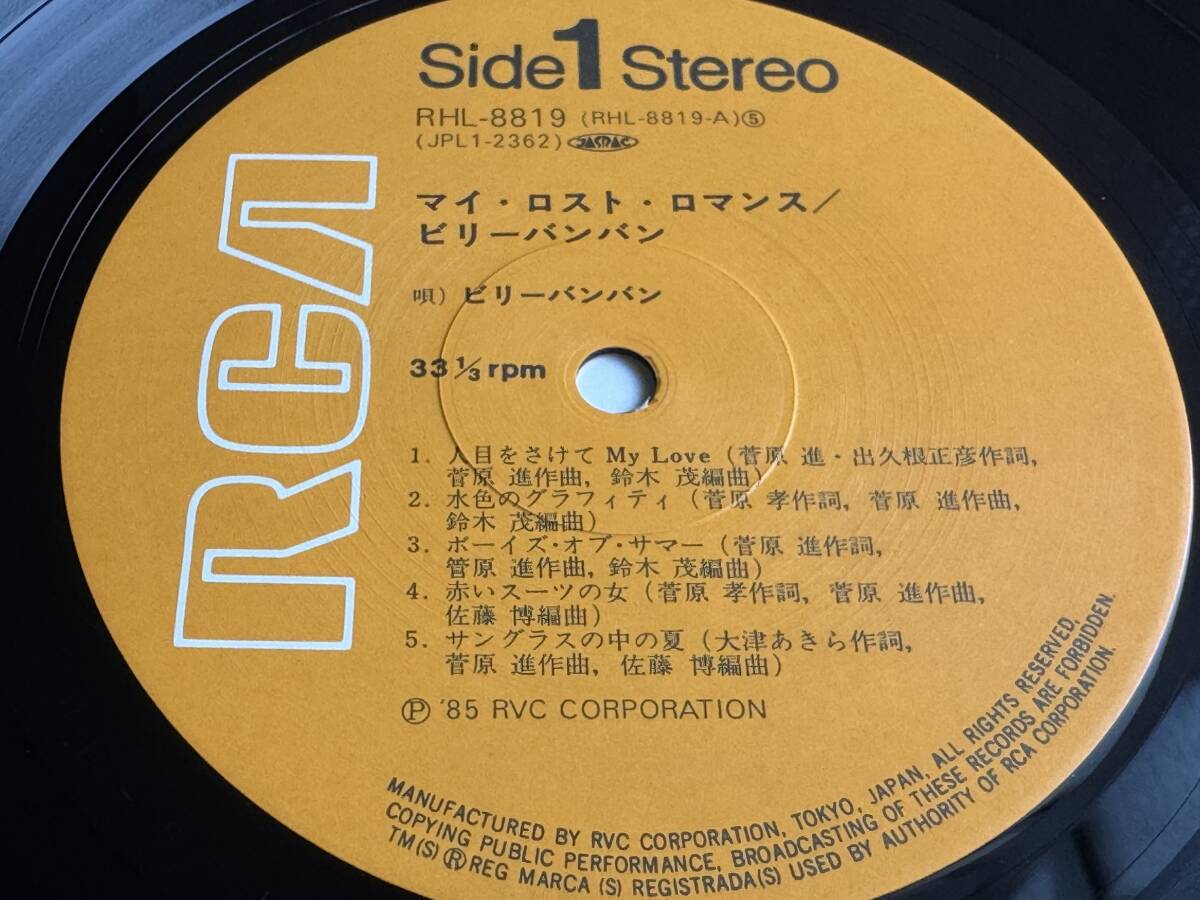 Side 1 Stereo
RHL-8819 (RHL-8819-A)⑤
(JPL1-2362) JASRAC
マイ・ロスト・ロマンス/
ビリーバンバン
唄) ビリーバンバン
33 1/3 rpm
RCA
1. 人目をさけて My Love (菅原 進・出久根正彦作詞,
菅原 進作曲, 鈴木 茂編曲)
2. 水色のグラフィティ (菅原 孝作詞, 菅原 進作曲,
鈴木 茂編曲)
3. ボーイズ・オブ・サマー (菅原 進作詞,
管原 進作曲, 鈴木 茂編曲)
4. 赤いスーツの女 (菅原 孝作詞, 菅原 進作曲,
佐藤 博編曲)
5. サングラスの中の夏 (大津あきら作詞,
菅原 進作曲, 佐藤 博編曲)
Ⓟ '85 RVC CORPORATION
MANUFACTURED BY RVC CORPORATION, TOKYO, JAPAN, ALL RIGHTS RESERVED,
COPYING PUBLIC PERFORMANCE, BROADCASTING OF THESE RECORDS ARE FORBIDDEN.
TM(S) ® REG MARCA (S) REGISTRADA(S) USED BY AUTHORITY OF RCA CORPORATION.